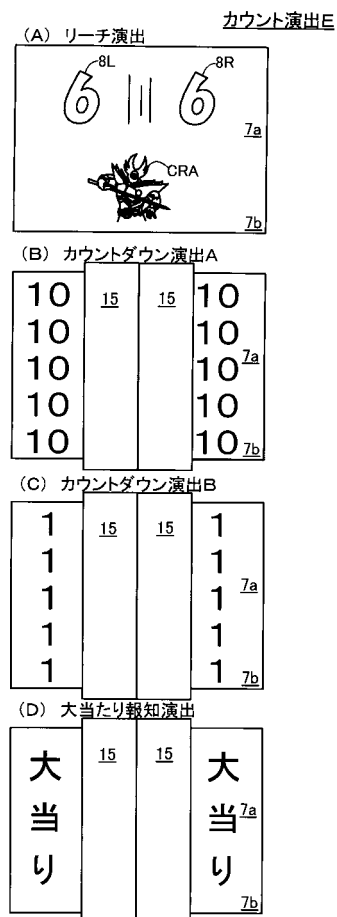 カウント演出E
(A) リーチ演出
8L 8R
6 6
7a
CRA
7b
(B) カウントダウン演出A
10 15 15 10
10 10 7a
10 10
10 10
10 10 7b
(C) カウントダウン演出B
1 15 15 1
1 1 7a
1 1
1 1
1 1 7b
(D) 大当たり報知演出
大 15 15 大
当 当 7a
り り
7b